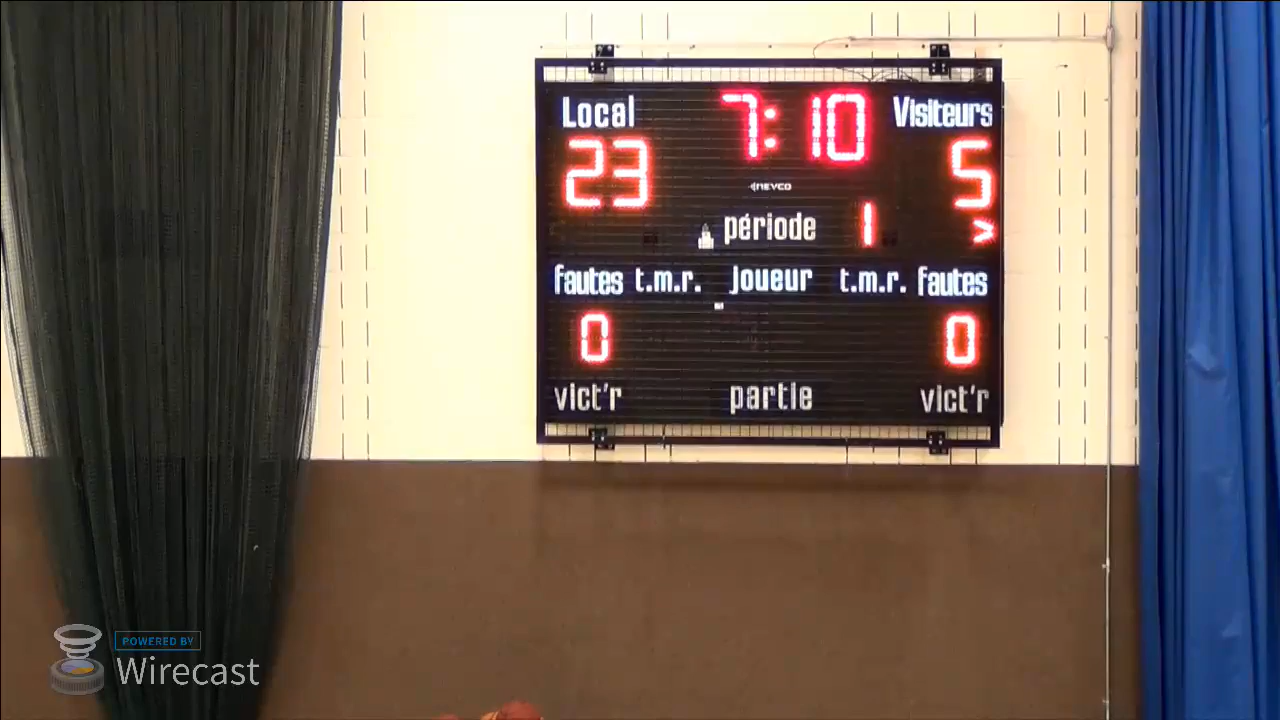 Local 7:10 Visiteurs
23 5
NEVCO
période 1 >
fautes t.m.r. joueur t.m.r. fautes
0 0
vict'r partie vict'r
POWERED BY
Wirecast